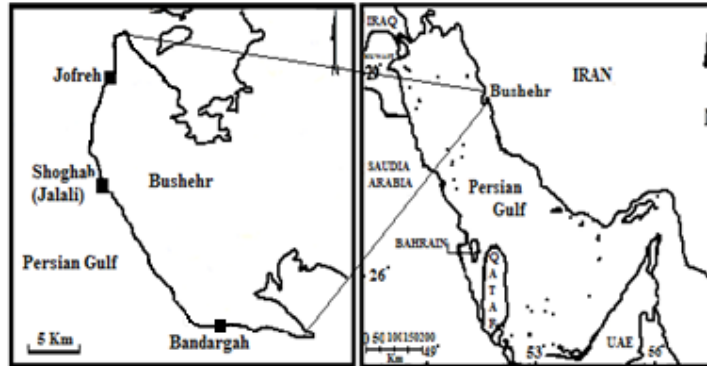 Jofreh
Shoghab
(Jalali)
Bushehr
Persian Gulf
Bandargah
5 Km
IRAQ
IRAN
Bushehr
SAUDIA
ARABIA
Persian
Gulf
BAHRAIN
QATAR
26°
UAE
Km
49°
53°
56°